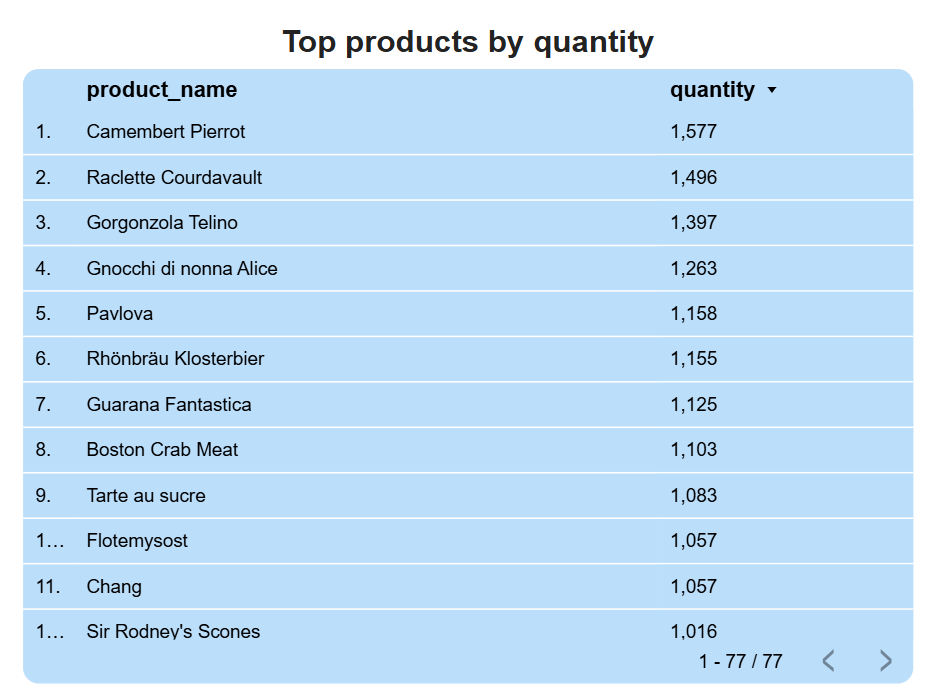 Top products by quantity
product_name quantity
1. Camembert Pierrot 1,577
2. Raclette Courdavault 1,496
3. Gorgonzola Telino 1,397
4. Gnocchi di nonna Alice 1,263
5. Pavlova 1,158
6. Rhönbräu Klosterbier 1,155
7. Guarana Fantastica 1,125
8. Boston Crab Meat 1,103
9. Tarte au sucre 1,083
1… Flotemysost 1,057
11. Chang 1,057
1… Sir Rodney's Scones 1,016
1 - 77 / 77